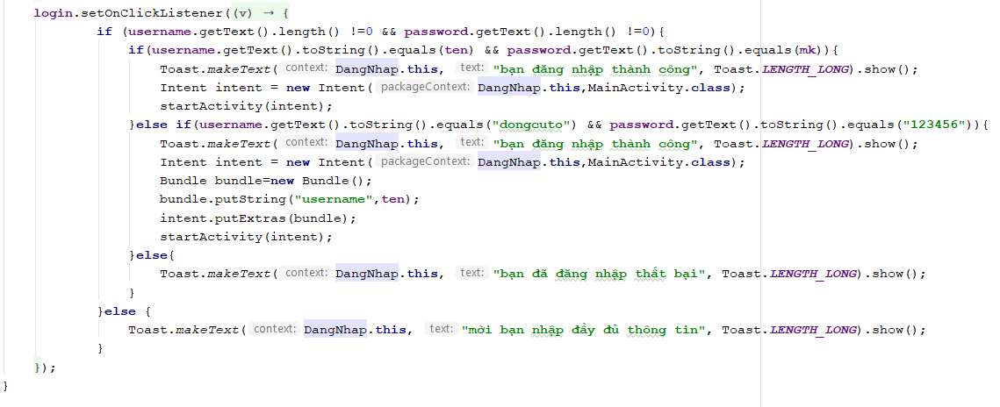 login.setOnClickListener((v) → {
if (username.getText().length() !=0 && password.getText().length() !=0){
if(username.getText().toString().equals(ten) && password.getText().toString().equals(mk)){
Toast.makeText( context: DangNhap.this, text: "bạn đăng nhập thành công", Toast.LENGTH_LONG).show();
Intent intent = new Intent( packageContext: DangNhap.this,MainActivity.class);
startActivity(intent);
}else if(username.getText().toString().equals("dongcuto") && password.getText().toString().equals("123456")){
Toast.makeText( context: DangNhap.this, text: "bạn đăng nhập thành công", Toast.LENGTH_LONG).show();
Intent intent = new Intent( packageContext: DangNhap.this,MainActivity.class);
Bundle bundle=new Bundle();
bundle.putString("username",ten);
intent.putExtras(bundle);
startActivity(intent);
}else{
Toast.makeText( context: DangNhap.this, text: "bạn đã đăng nhập thất bại", Toast.LENGTH_LONG).show();
}
}else {
Toast.makeText( context: DangNhap.this, text: "mời bạn nhập đầy đủ thông tin", Toast.LENGTH_LONG).show();
}
});
}